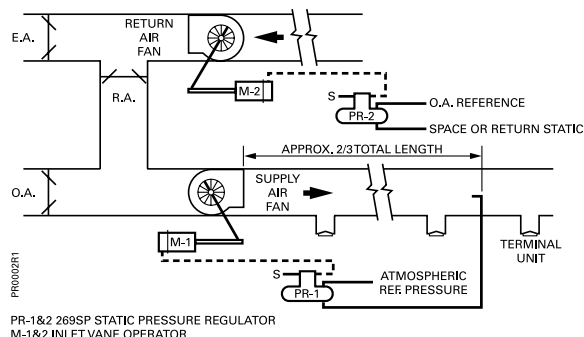 E.A.
RETURN
AIR
FAN
M-2
S
PR-2
O.A. REFERENCE
SPACE OR RETURN STATIC
R.A.
APPROX. 2/3 TOTAL LENGTH
O.A.
SUPPLY
AIR
FAN
M-1
TERMINAL
UNIT
S
PR-1
ATMOSPHERIC
REF. PRESSURE
PR0002R1
PR-1&2 269SP STATIC PRESSURE REGULATOR
M-1&2 INLET VANE OPERATOR